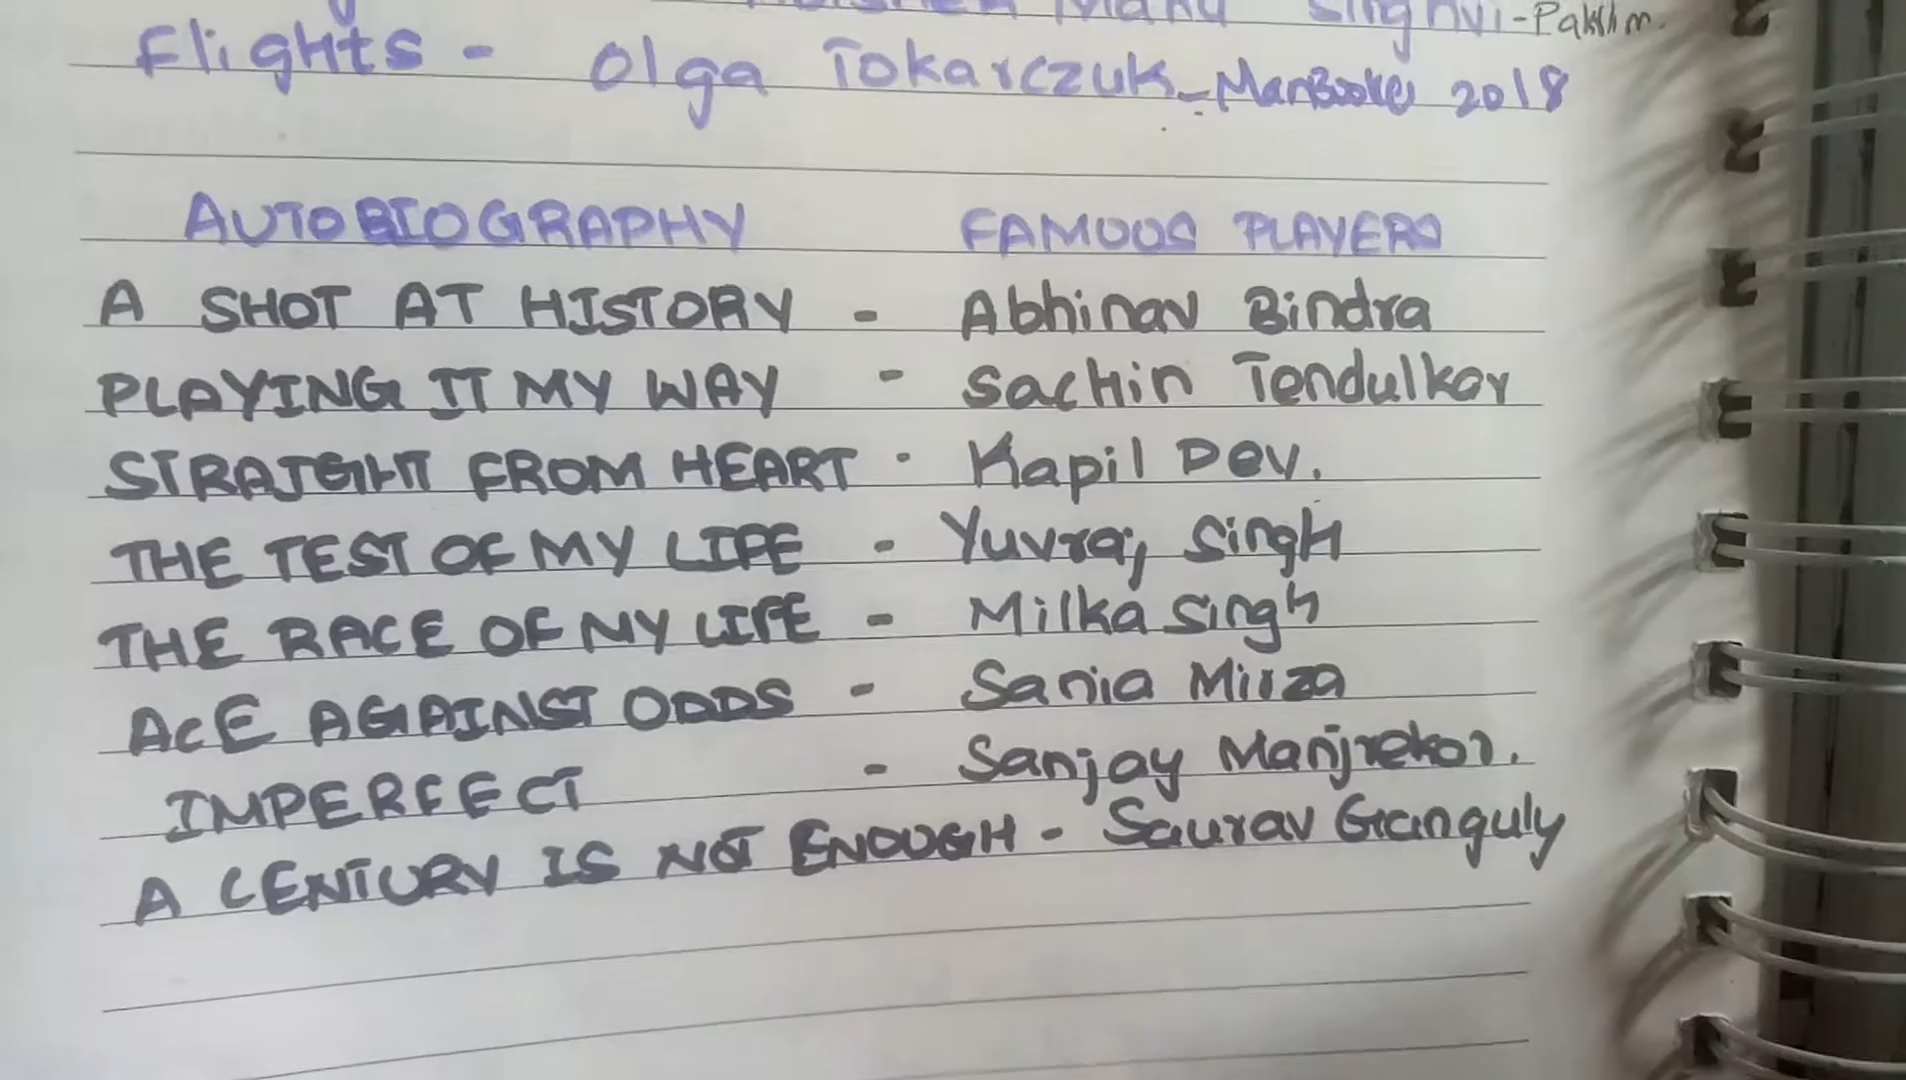 Manu Singhvi-
Flights - Olga Tokarczuk - ManBooker 2018
AUTOBIOGRAPHY FAMOUS PLAYERS
A SHOT AT HISTORY - Abhinav Bindra
PLAYING IT MY WAY - Sachin Tendulkar
STRAIGHT FROM HEART - Kapil Dev.
THE TEST OF MY LIFE - Yuvraj Singh
THE RACE OF MY LIFE - Milka Singh
ACE AGAINST ODDS - Sania Mirza
IMPERFECT - Sanjay Manjrekar.
A CENTURY IS NOT ENOUGH - Saurav Ganguly